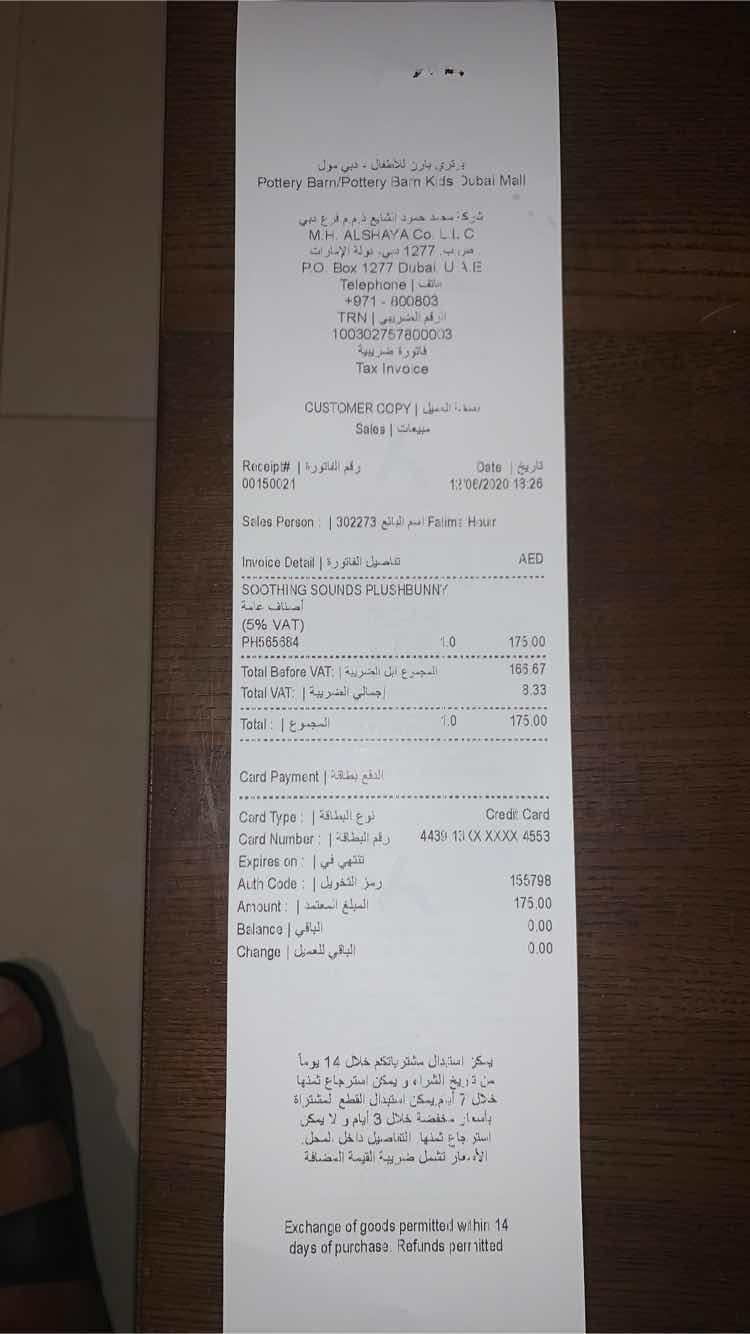 بوتري بارن للأطفال - دبي مول
Pottery Barn/Pottery Barn Kids Dubai Mall
شركة محمد حمود الشايع ذ.م.م فرع دبي
M.H. ALSHAYA Co. L.L.C
ص.ب. 1277 دبي، دولة الإمارات
P.O. Box 1277 Dubai, U.A.E
Telephone | هاتف
+971 - 800803
TRN | الرقم الضريبي
100302757800003
فاتورة ضريبية
Tax Invoice
CUSTOMER COPY | نسخة العميل
Sales | مبيعات
Receipt# | رقم الفاتورة
Date | تاريخ
00150021
/06/2020 18:26
Sales Person : | 302273 اسم البائع Fatima
Invoice Detail | تفاصيل الفاتورة
AED
SOOTHING SOUNDS PLUSHBUNNY
أصناف عامة
(5% VAT)
PH565684 1.0 175.00
Total Before VAT: | المجموع قبل الضريبة 166.67
Total VAT: | إجمالي الضريبة 8.33
Total : | المجموع 1.0 175.00
Card Payment | الدفع بطاقة
Card Type : | نوع البطاقة Credit Card
Card Number : | رقم البطاقة 4439 13XX XXXX 4553
Expires on : | تنتهي في
Auth Code : | رمز التخويل 155798
Amount : | المبلغ المعتمد 175.00
Balance | الباقي 0.00
Change | الباقي للعميل 0.00
يمكن استبدال مشترياتكم خلال 14 يوماً
من تاريخ الشراء و يمكن استرجاع ثمنها
خلال 7 أيام.يمكن استبدال القطع المشتراة
بأسعار مخفضة خلال 3 أيام و لا يمكن
استرجاع ثمنها. التفاصيل داخل المحل.
الأسعار تشمل ضريبة القيمة المضافة
Exchange of goods permitted within 14
days of purchase. Refunds permitted